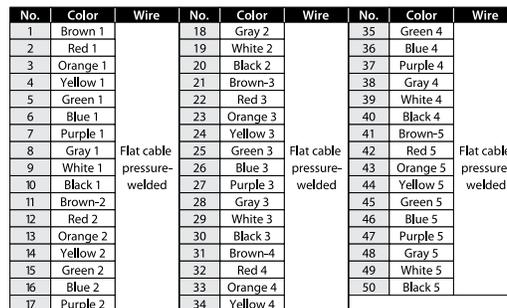 No. Color Wire No. Color Wire No. Color Wire
1 Brown 1 18 Gray 2 35 Green 4
2 Red 1 19 White 2 36 Blue 4
3 Orange 1 20 Black 2 37 Purple 4
4 Yellow 1 21 Brown-3 38 Gray 4
5 Green 1 22 Red 3 39 White 4
6 Blue 1 23 Orange 3 40 Black 4
7 Purple 1 24 Yellow 3 41 Brown-5
8 Gray 1 Flat cable 25 Green 3 Flat cable 42 Red 5 Flat cable
9 White 1 pressure- 26 Blue 3 pressure- 43 Orange 5 pressure
10 Black 1 welded 27 Purple 3 welded 44 Yellow 5 welded
11 Brown-2 28 Gray 3 45 Green 5
12 Red 2 29 White 3 46 Blue 5
13 Orange 2 30 Black 3 47 Purple 5
14 Yellow 2 31 Brown-4 48 Gray 5
15 Green 2 32 Red 4 49 White 5
16 Blue 2 33 Orange 4 50 Black 5
17 Purple 2 34 Yellow 4